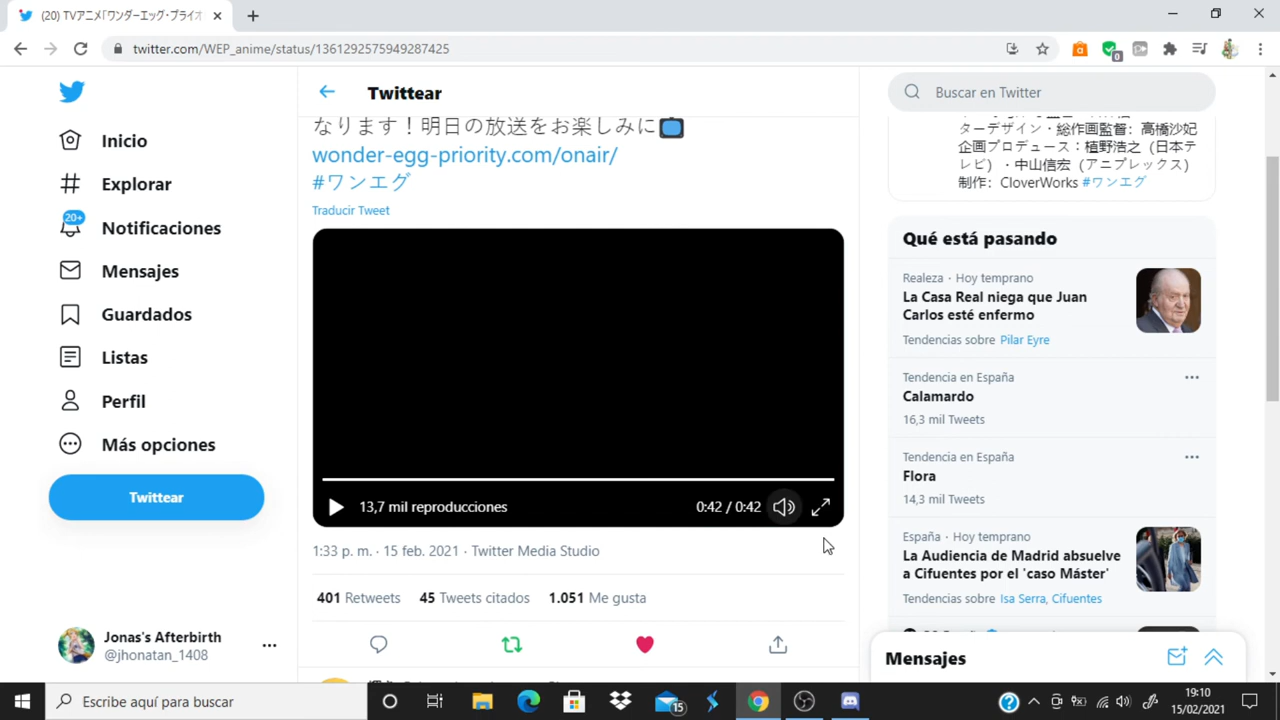 (20) TVアニメ「ワンダーエッグ・プライオ
twitter.com/WEP_anime/status/1361292575949287425
Inicio
Explorar
20+
Notificaciones
Mensajes
Guardados
Listas
Perfil
Más opciones
Twittear
Jonas's Afterbirth
@jhonatan_1408
Twittear
なります！明日の放送をお楽しみに
wonder-egg-priority.com/onair/
#ワンエグ
Traducir Tweet
13,7 mil reproducciones
0:42 / 0:42
1:33 p. m. · 15 feb. 2021 · Twitter Media Studio
401 Retweets 45 Tweets citados 1.051 Me gusta
Buscar en Twitter
ターデザイン・総作画監督：高橋沙妃
企画プロデュース：植野浩之（日本テ
レビ）・中山信宏（アニプレックス）
制作：CloverWorks #ワンエグ
Qué está pasando
Realeza · Hoy temprano
La Casa Real niega que Juan
Carlos esté enfermo
Tendencias sobre Pilar Eyre
Tendencia en España
Calamardo
16,3 mil Tweets
Tendencia en España
Flora
14,3 mil Tweets
España · Hoy temprano
La Audiencia de Madrid absuelve
a Cifuentes por el 'caso Máster'
Tendencias sobre Isa Serra, Cifuentes
Mensajes
Escribe aquí para buscar
15
19:10
15/02/2021